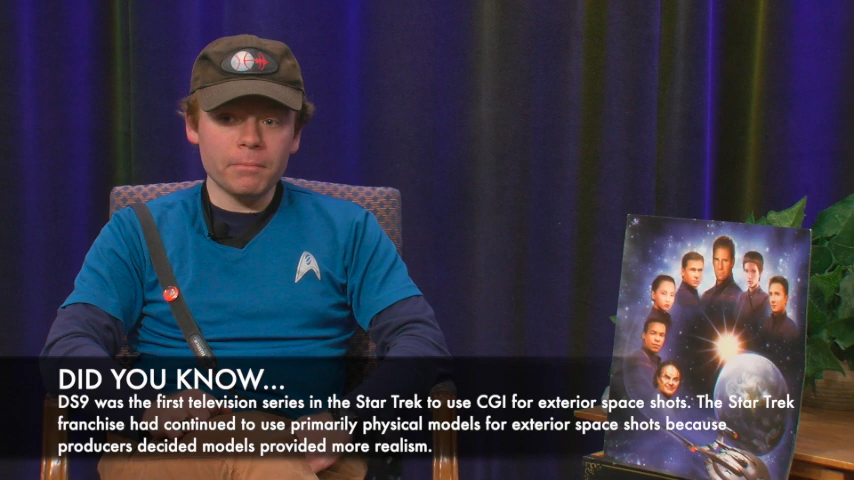 DID YOU KNOW...
DS9 was the first television series in the Star Trek to use CGI for exterior space shots. The Star Trek
franchise had continued to use primarily physical models for exterior space shots because
producers decided models provided more realism.